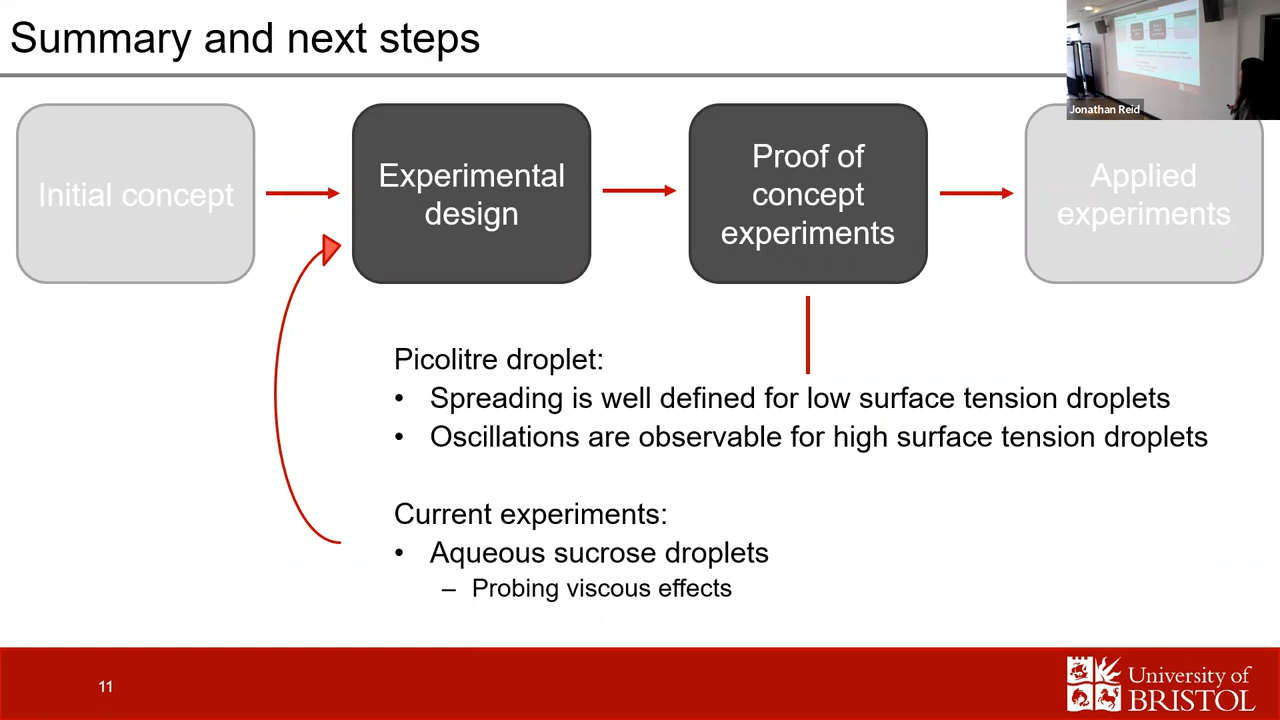 Summary and next steps
Jonathan Reid
Initial concept
Experimental
design
Proof of
concept
experiments
Applied
experiments
Picolitre droplet:
• Spreading is well defined for low surface tension droplets
• Oscillations are observable for high surface tension droplets
Current experiments:
• Aqueous sucrose droplets
– Probing viscous effects
11
University of
BRISTOL